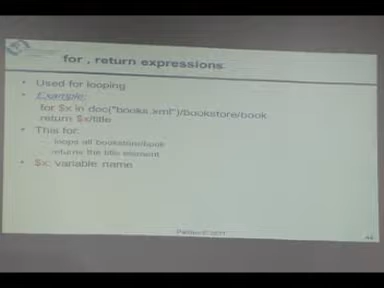 for , return expressions
• Used for looping
• Example:
for $x in doc("books.xml")/bookstore/book
return $x/title
• This for:
– loops all bookstore/book
– returns the title element
• $x: variable name